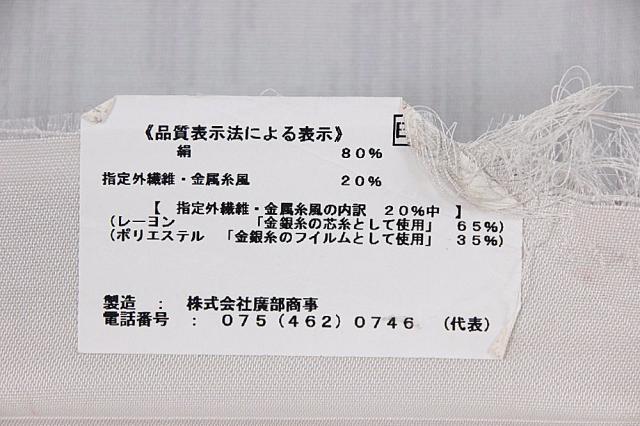 《品質表示法による表示》
絹 80%
指定外繊維・金属糸風 20%
【 指定外繊維・金属糸風の内訳 20%中 】
(レーヨン 「金銀糸の芯糸として使用」 65%)
(ポリエステル 「金銀糸のフイルムとして使用」 35%)
製造 : 株式会社廣部商事
電話番号 : 075(462)0746 (代表)